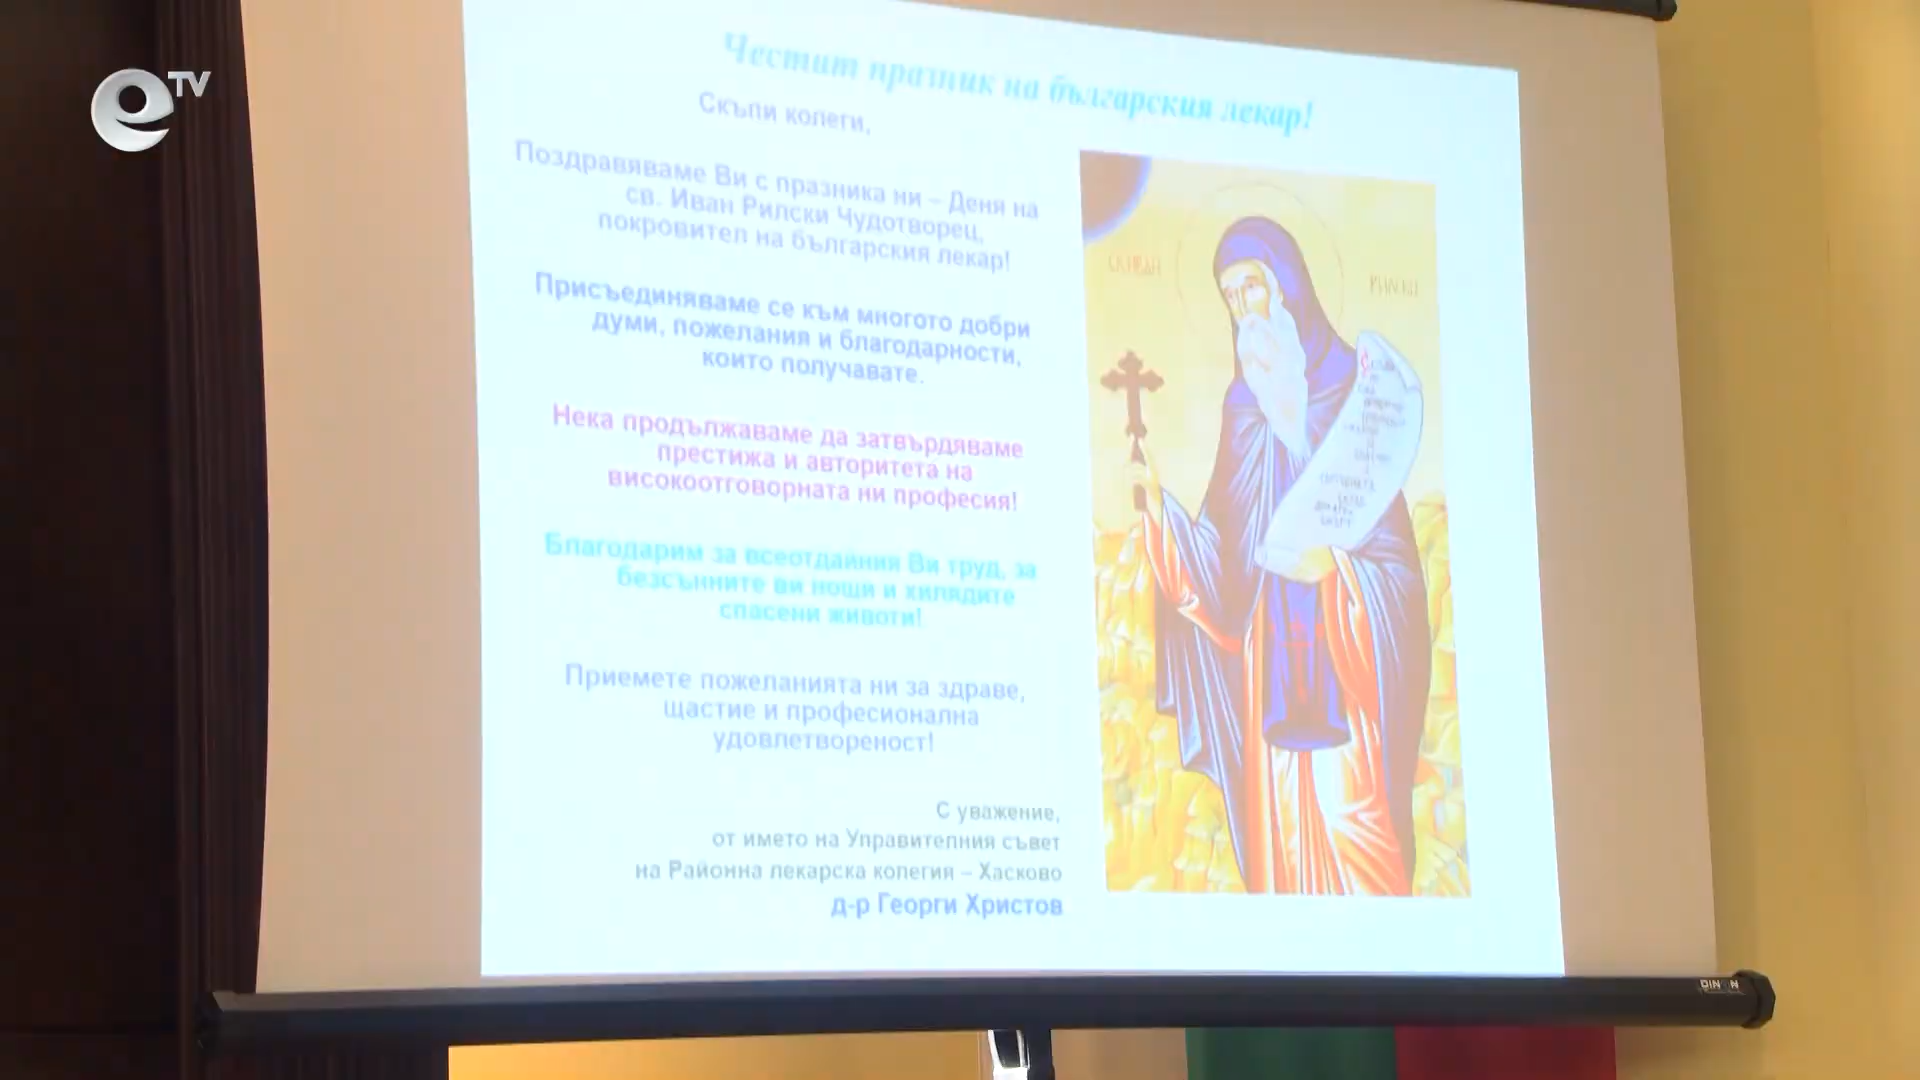 e TV
Честит празник на българския лекар!
Скъпи колеги,
Поздравяваме Ви с празника ни – Деня на
св. Иван Рилски Чудотворец,
покровител на българския лекар!
Присъединяваме се към многото добри
думи, пожелания и благодарности,
които получавате.
Нека продължаваме да затвърдяваме
престижа и авторитета на
високоотговорната ни професия!
Благодарим за всеотдайния Ви труд, за
безсънните ви нощи и хилядите
спасени животи!
Приемете пожеланията ни за здраве,
щастие и професионална
удовлетвореност!
С уважение,
от името на Управителния съвет
на Районна лекарска колегия – Хасково
д-р Георги Христов